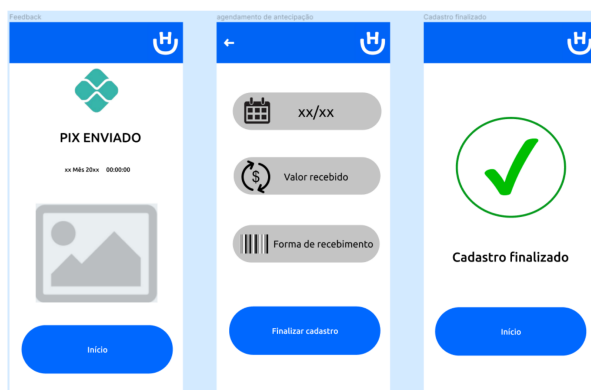 Feedback
agendamento de antecipação
Cadastro finalizado
H
H
H
PIX ENVIADO
xx Mês 20xx 00:00:00
Início
xx/xx
$
Valor recebido
Forma de recebimento
Finalizar cadastro
Cadastro finalizado
Início